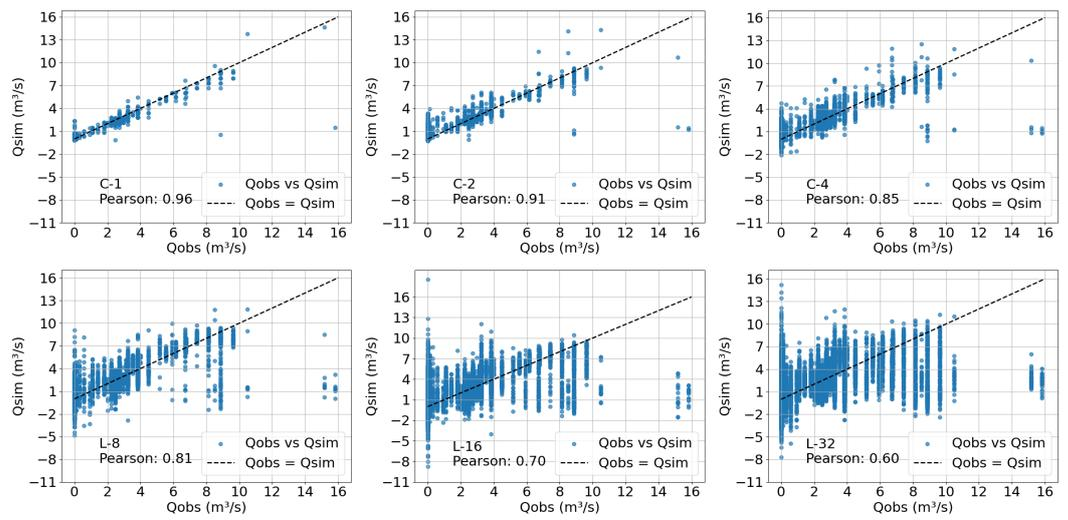 16
13
10
7
4
1
−2
−5
−8
−11
Qsim (m³/s)
C-1
Pearson: 0.96
Qobs vs Qsim
Qobs = Qsim
0 2 4 6 8 10 12 14 16
Qobs (m³/s)
16
13
10
7
4
1
−2
−5
−8
−11
Qsim (m³/s)
C-2
Pearson: 0.91
Qobs vs Qsim
Qobs = Qsim
0 2 4 6 8 10 12 14 16
Qobs (m³/s)
16
13
10
7
4
1
−2
−5
−8
−11
Qsim (m³/s)
C-4
Pearson: 0.85
Qobs vs Qsim
Qobs = Qsim
0 2 4 6 8 10 12 14 16
Qobs (m³/s)
16
13
10
7
4
1
−2
−5
−8
−11
Qsim (m³/s)
L-8
Pearson: 0.81
Qobs vs Qsim
Qobs = Qsim
0 2 4 6 8 10 12 14 16
Qobs (m³/s)
16
13
10
7
4
1
−2
−5
−8
−11
Qsim (m³/s)
L-16
Pearson: 0.70
Qobs vs Qsim
Qobs = Qsim
0 2 4 6 8 10 12 14 16
Qobs (m³/s)
16
13
10
7
4
1
−2
−5
−8
−11
Qsim (m³/s)
L-32
Pearson: 0.60
Qobs vs Qsim
Qobs = Qsim
0 2 4 6 8 10 12 14 16
Qobs (m³/s)